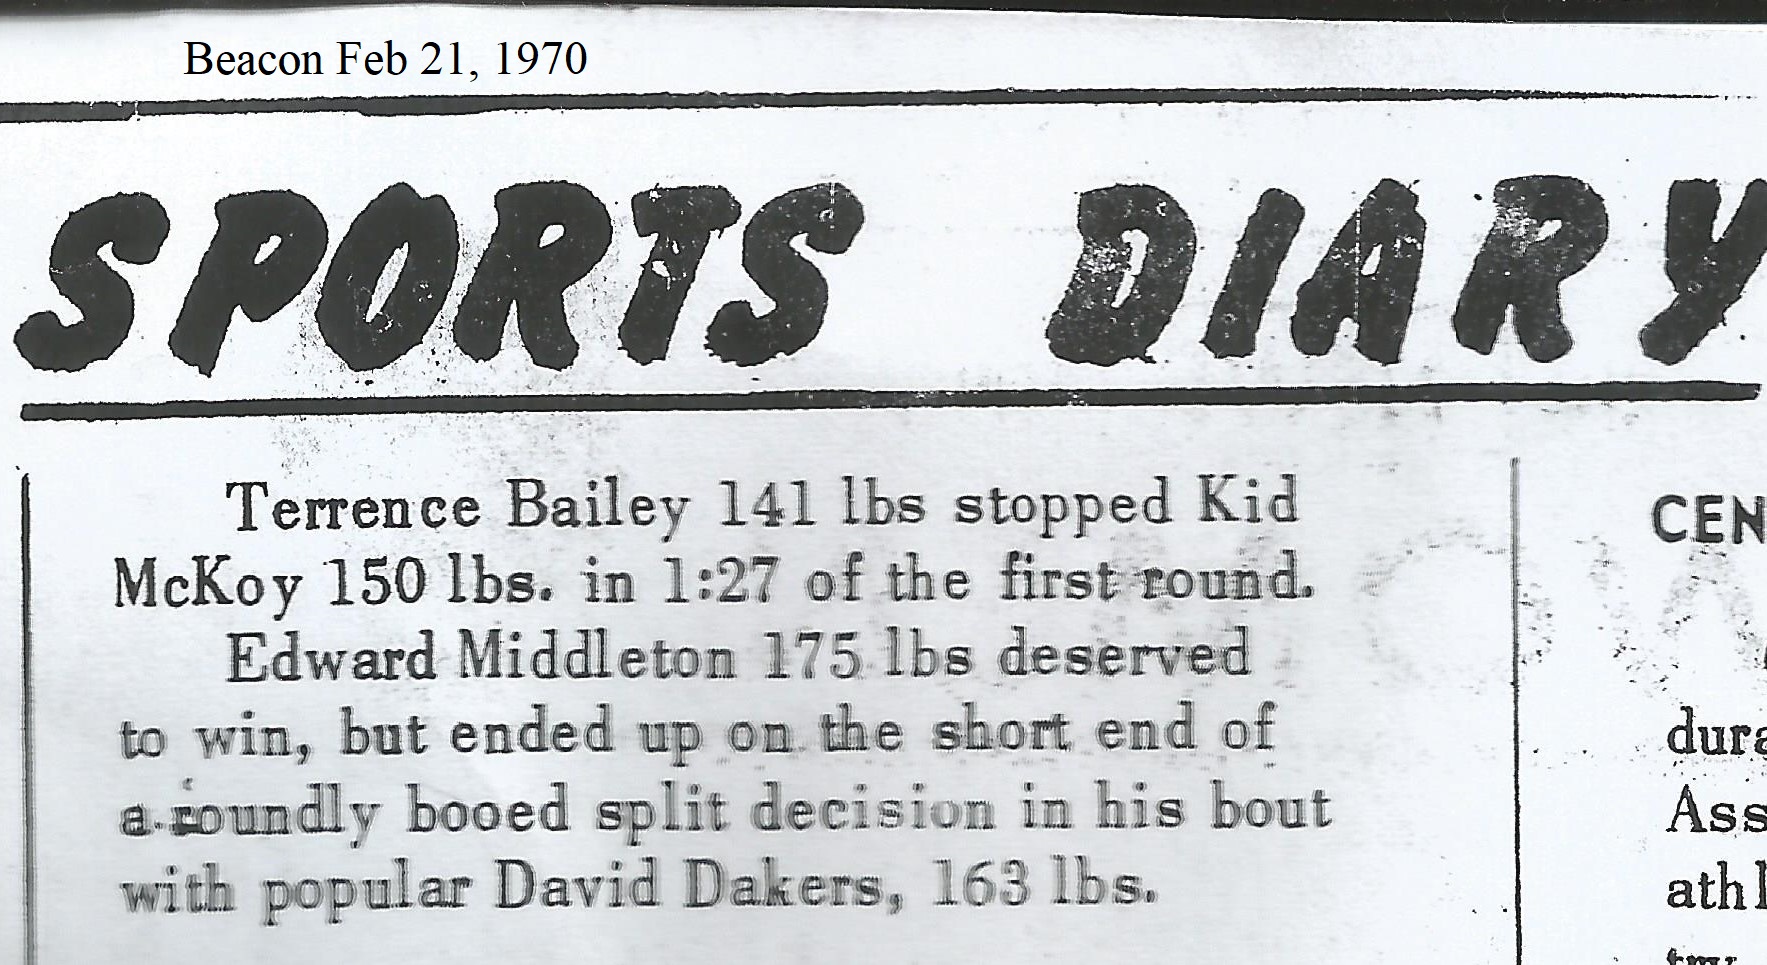 Beacon Feb 21, 1970
SPORTS DIARY
Terrence Bailey 141 lbs stopped Kid
McKoy 150 lbs. in 1:27 of the first round.
Edward Middleton 175 lbs deserved
to win, but ended up on the short end of
a roundly booed split decision in his bout
with popular David Dakers, 163 lbs.
CEN
dura
Ass
athl